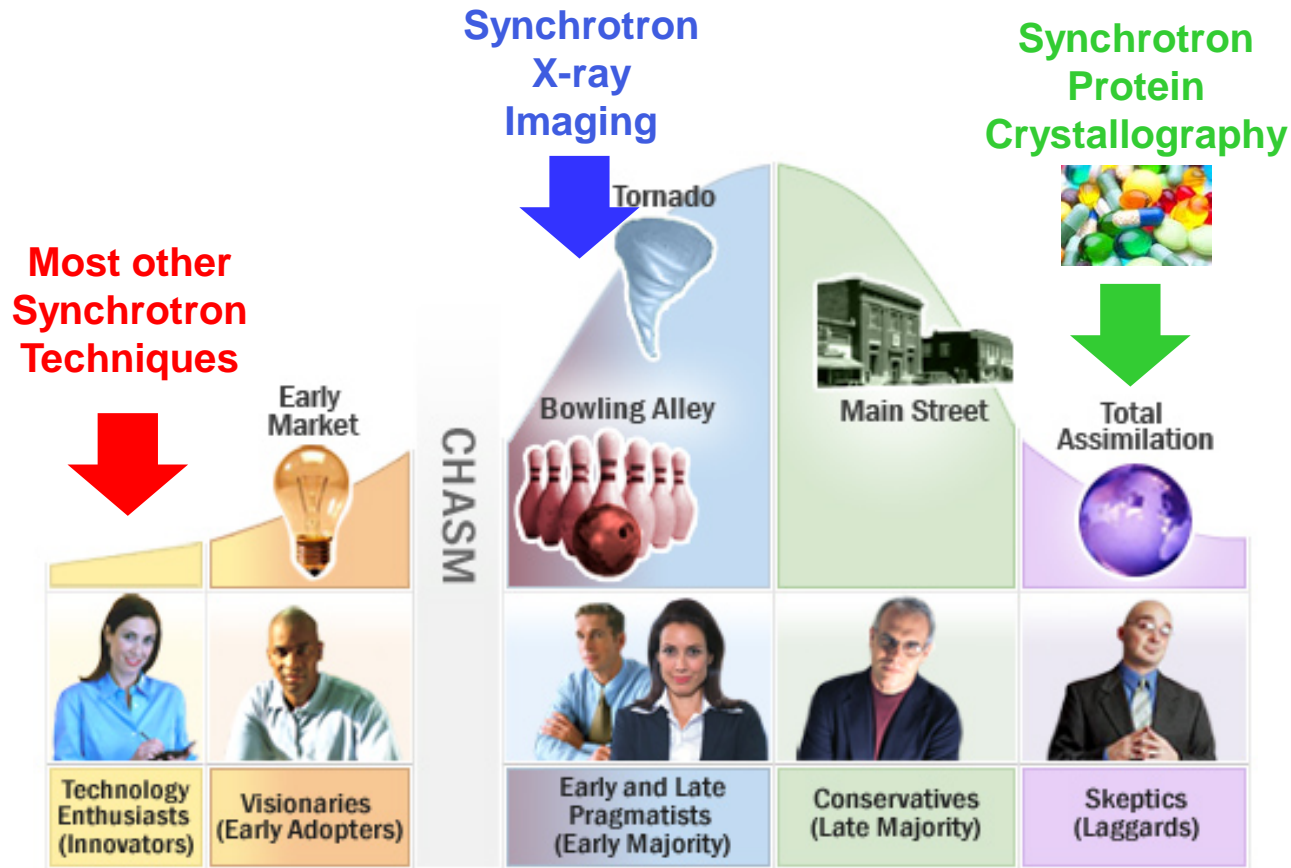 Synchrotron
X-ray
Imaging
Synchrotron
Protein
Crystallography
Most other
Synchrotron
Techniques
Tornado
Early
Market
CHASM
Bowling Alley
Main Street
Total
Assimilation
Technology
Enthusiasts
(Innovators)
Visionaries
(Early Adopters)
Early and Late
Pragmatists
(Early Majority)
Conservatives
(Late Majority)
Skeptics
(Laggards)